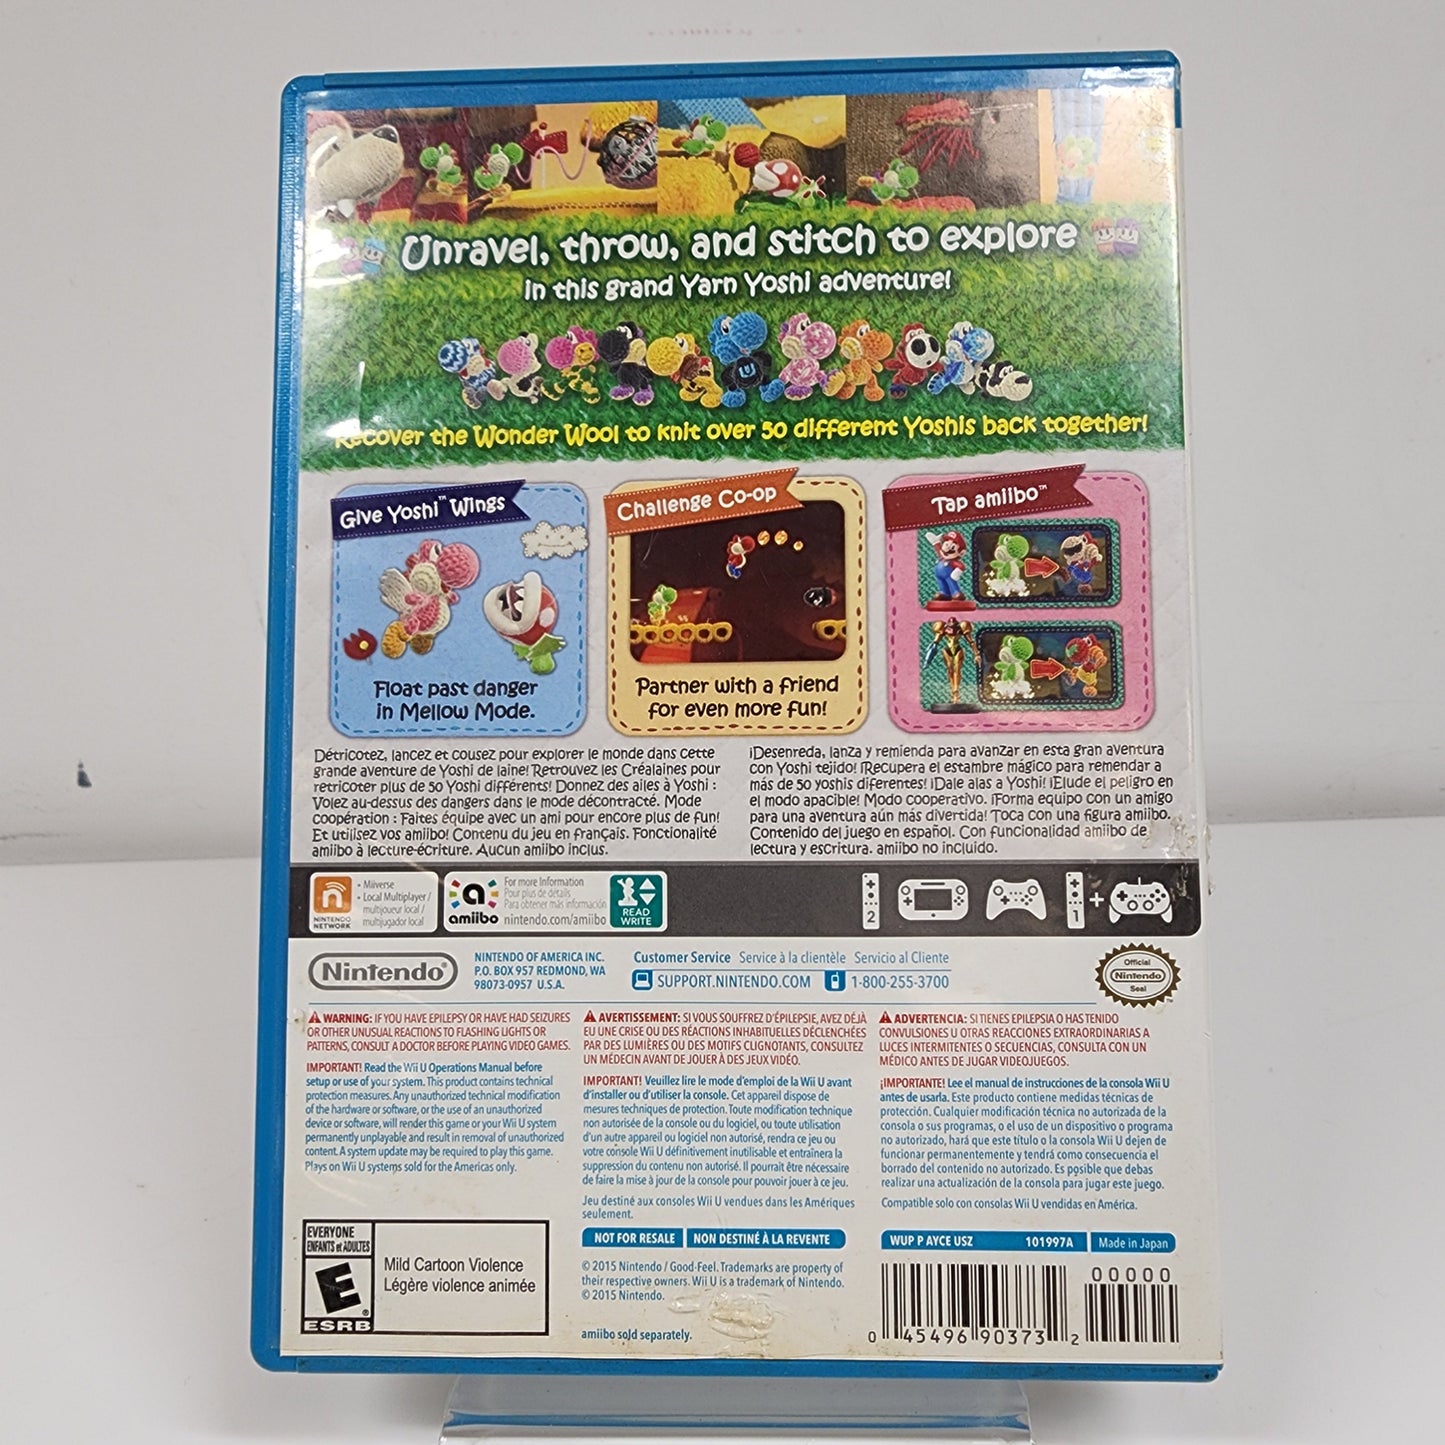 Unravel, throw, and stitch to explore
in this grand Yarn Yoshi adventure!
Recover the Wonder Wool to knit over 50 different Yoshis back together!
Give Yoshi™ Wings
Float past danger
in Mellow Mode.
Challenge Co-op
Partner with a friend
for even more fun!
Tap amiibo™
Détricotez, lancez et cousez pour explorer le monde dans cette
grande aventure de Yoshi de laine! Retrouvez les Créalaines pour
retricoter plus de 50 Yoshi différents! Donnez des ailes à Yoshi :
Volez au-dessus des dangers dans le mode décontracté. Mode
coopération : Faites équipe avec un ami pour encore plus de fun!
Et utilisez vos amiibo! Contenu du jeu en français. Fonctionalité
amiibo à lecture-écriture. Aucun amiibo inclus.
¡Desenreda, lanza y remienda para avanzar en esta gran aventura
con Yoshi tejido! ¡Recupera el estambre mágico para remendar a
más de 50 yoshis diferentes! ¡Dale alas a Yoshi! ¡Elude el peligro en
el modo apacible! Modo cooperativo. ¡Forma equipo con un amigo
para una aventura aún más divertida! Toca con una figura amiibo.
Contenido del juego en español. Con funcionalidad amiibo de
lectura y escritura. amiibo no incluido.
NINTENDO
NETWORK
• Miiverse
• Local Multiplayer /
multijoueur local /
multijugador local
amiibo
For more Information
Pour plus de détails
Para obtener más información
nintendo.com/amiibo
READ
WRITE
2
1
+
Nintendo®
NINTENDO OF AMERICA INC.
P.O. BOX 957 REDMOND, WA
98073-0957 U.S.A.
Customer Service Service à la clientèle Servicio al Cliente
SUPPORT.NINTENDO.COM 1-800-255-3700
Official
Nintendo
Seal
WARNING: IF YOU HAVE EPILEPSY OR HAVE HAD SEIZURES
OR OTHER UNUSUAL REACTIONS TO FLASHING LIGHTS OR
PATTERNS, CONSULT A DOCTOR BEFORE PLAYING VIDEO GAMES.
IMPORTANT! Read the Wii U Operations Manual before
setup or use of your system. This product contains technical
protection measures. Any unauthorized technical modification
of the hardware or software, or the use of an unauthorized
device or software, will render this game or your Wii U system
permanently unplayable and result in removal of unauthorized
content. A system update may be required to play this game.
Plays on Wii U systems sold for the Americas only.
AVERTISSEMENT: SI VOUS SOUFFREZ D'ÉPILEPSIE, AVEZ DÉJÀ
EU UNE CRISE OU DES RÉACTIONS INHABITUELLES DÉCLENCHÉES
PAR DES LUMIÈRES OU DES MOTIFS CLIGNOTANTS, CONSULTEZ
UN MÉDECIN AVANT DE JOUER À DES JEUX VIDÉO.
IMPORTANT! Veuillez lire le mode d'emploi de la Wii U avant
d'installer ou d'utiliser la console. Cet appareil dispose de
mesures techniques de protection. Toute modification technique
non autorisée de la console ou du logiciel, ou toute utilisation
d'un autre appareil ou logiciel non autorisé, rendra ce jeu ou
votre console Wii U définitivement inutilisable et entraînera la
suppression du contenu non autorisé. Il pourrait être nécessaire
de faire la mise à jour de la console pour pouvoir jouer à ce jeu.
Jeu destiné aux consoles Wii U vendues dans les Amériques
seulement.
ADVERTENCIA: SI TIENES EPILEPSIA O HAS TENIDO
CONVULSIONES U OTRAS REACCIONES EXTRAORDINARIAS A
LUCES INTERMITENTES O SECUENCIAS, CONSULTA CON UN
MÉDICO ANTES DE JUGAR VIDEOJUEGOS.
¡IMPORTANTE! Lee el manual de instrucciones de la consola Wii U
antes de usarla. Este producto contiene medidas técnicas de
protección. Cualquier modificación técnica no autorizada de la
consola o sus programas, o el uso de un dispositivo o programa
no autorizado, hará que este título o la consola Wii U dejen de
funcionar permanentemente y tendrá como consecuencia el
borrado del contenido no autorizado. Es posible que debas
realizar una actualización de la consola para jugar este juego.
Compatible solo con consolas Wii U vendidas en América.
EVERYONE
ENFANTS et ADULTES
E
ESRB
Mild Cartoon Violence
Légère violence animée
NOT FOR RESALE NON DESTINÉ À LA REVENTE
© 2015 Nintendo / Good-Feel. Trademarks are property of
their respective owners. Wii U is a trademark of Nintendo.
© 2015 Nintendo.
amiibo sold separately.
WUP P AYCE USZ 101997A Made in Japan
0 45496 90373 2
00000